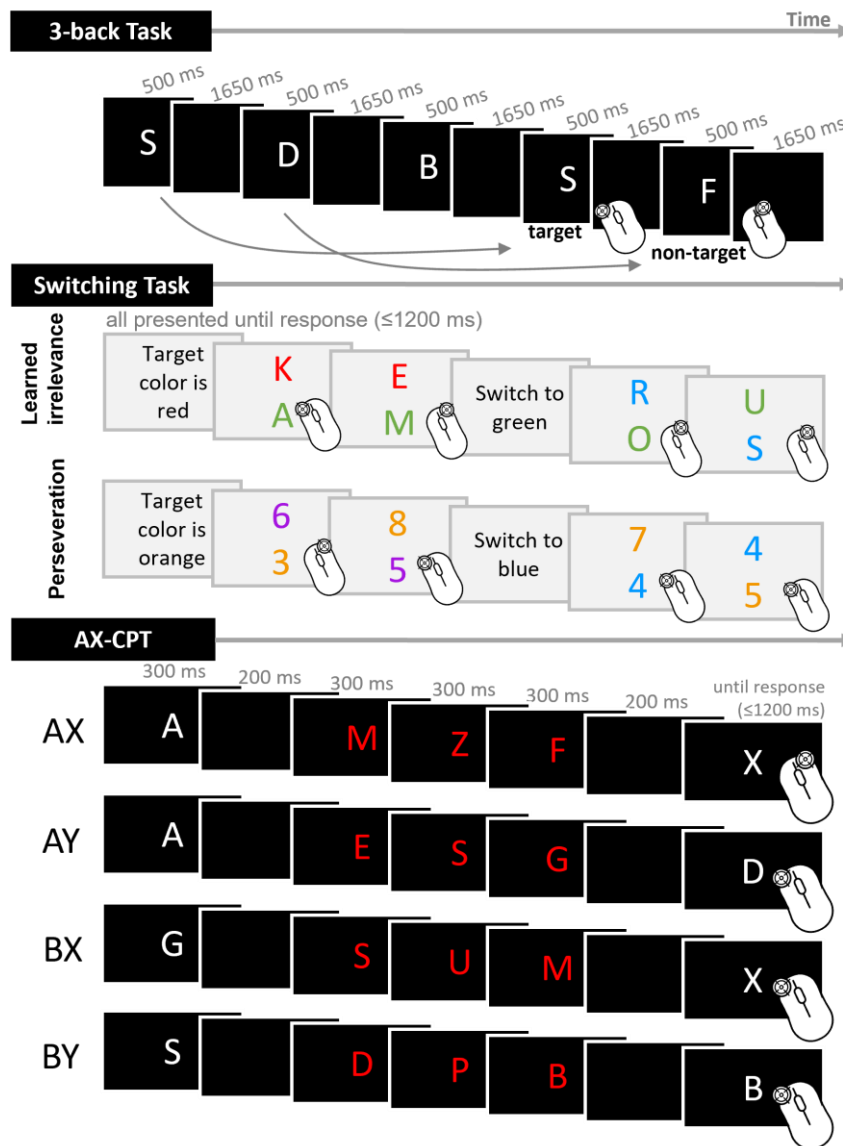 3-back Task
Time
500 ms 1650 ms 500 ms 1650 ms 500 ms 1650 ms 500 ms 1650 ms 500 ms 1650 ms
S D B S F
target
non-target
Switching Task
all presented until response (≤1200 ms)
Learned
irrelevance
Target
color is
red
K
A
E
M
Switch to
green
R
O
U
S
Perseveration
Target
color is
orange
6
3
8
5
Switch to
blue
7
4
4
5
AX-CPT
300 ms 200 ms 300 ms 300 ms 300 ms 200 ms until response
(≤1200 ms)
AX A M Z F X
AY A E S G D
BX G S U M X
BY S D P B B